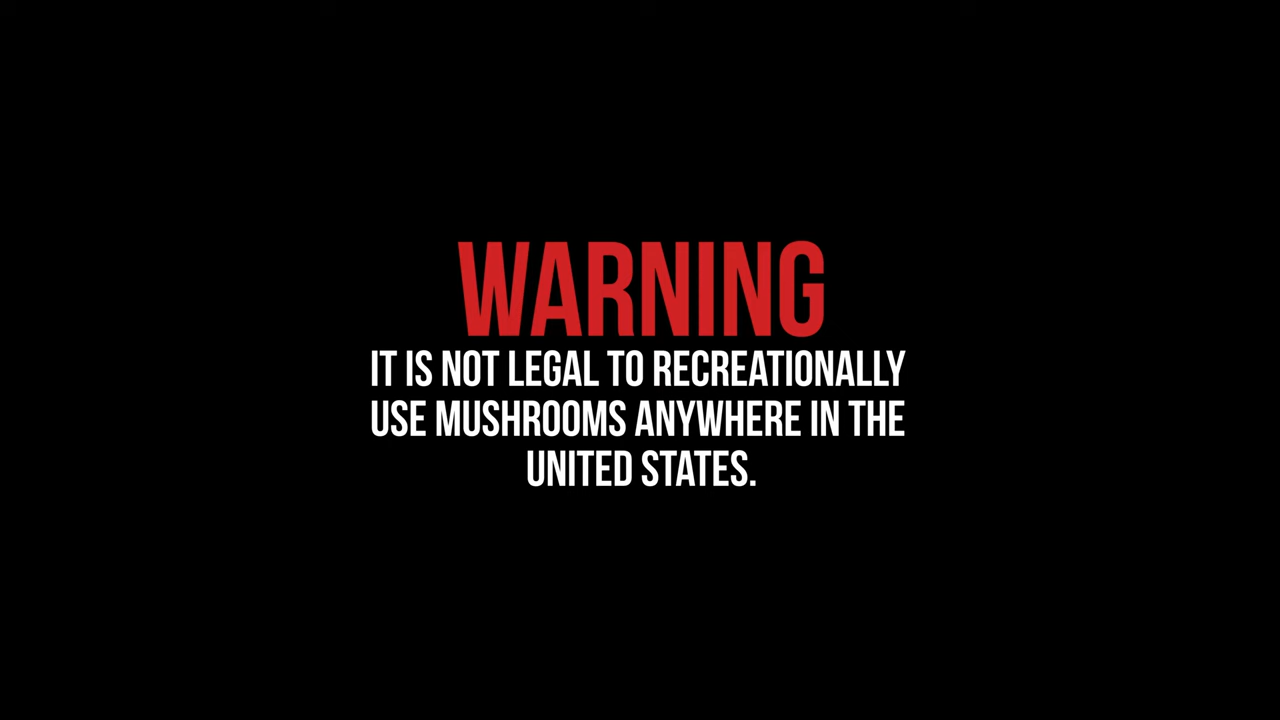 WARNING
IT IS NOT LEGAL TO RECREATIONALLY
USE MUSHROOMS ANYWHERE IN THE
UNITED STATES.